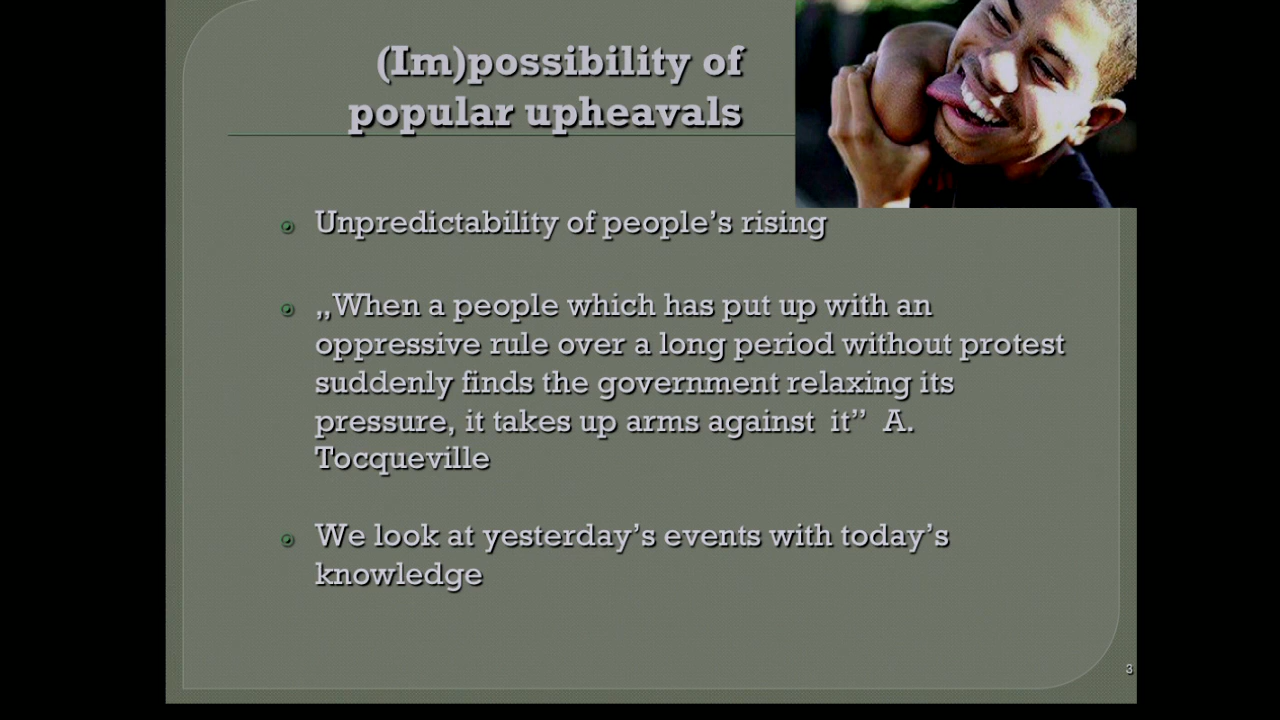 (Im)possibility of
popular upheavals
Unpredictability of people’s rising
„When a people which has put up with an
oppressive rule over a long period without protest
suddenly finds the government relaxing its
pressure, it takes up arms against  it”  A.
Tocqueville
We look at yesterday’s events with today’s
knowledge
3